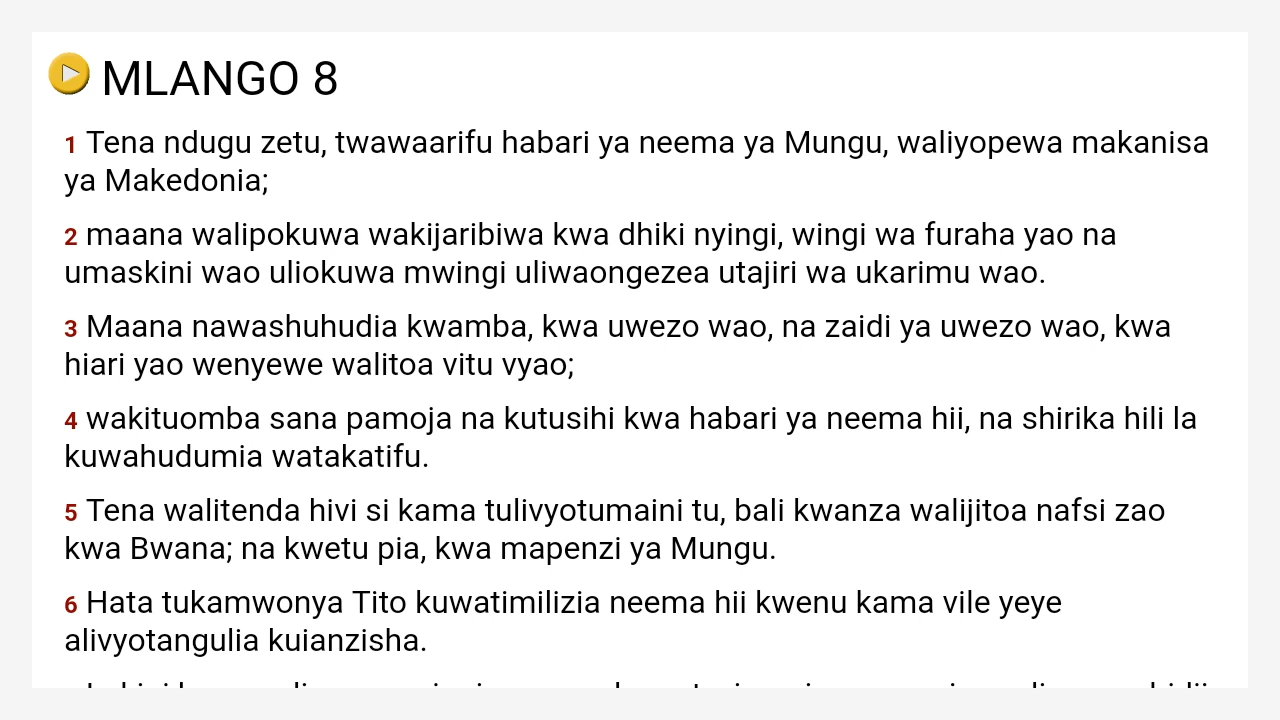 MLANGO 8
1 Tena ndugu zetu, twawaarifu habari ya neema ya Mungu, waliyopewa makanisa
ya Makedonia;
2 maana walipokuwa wakijaribiwa kwa dhiki nyingi, wingi wa furaha yao na
umaskini wao uliokuwa mwingi uliwaongezea utajiri wa ukarimu wao.
3 Maana nawashuhudia kwamba, kwa uwezo wao, na zaidi ya uwezo wao, kwa
hiari yao wenyewe walitoa vitu vyao;
4 wakituomba sana pamoja na kutusihi kwa habari ya neema hii, na shirika hili la
kuwahudumia watakatifu.
5 Tena walitenda hivi si kama tulivyotumaini tu, bali kwanza walijitoa nafsi zao
kwa Bwana; na kwetu pia, kwa mapenzi ya Mungu.
6 Hata tukamwonya Tito kuwatimilizia neema hii kwenu kama vile yeye
alivyotangulia kuianzisha.